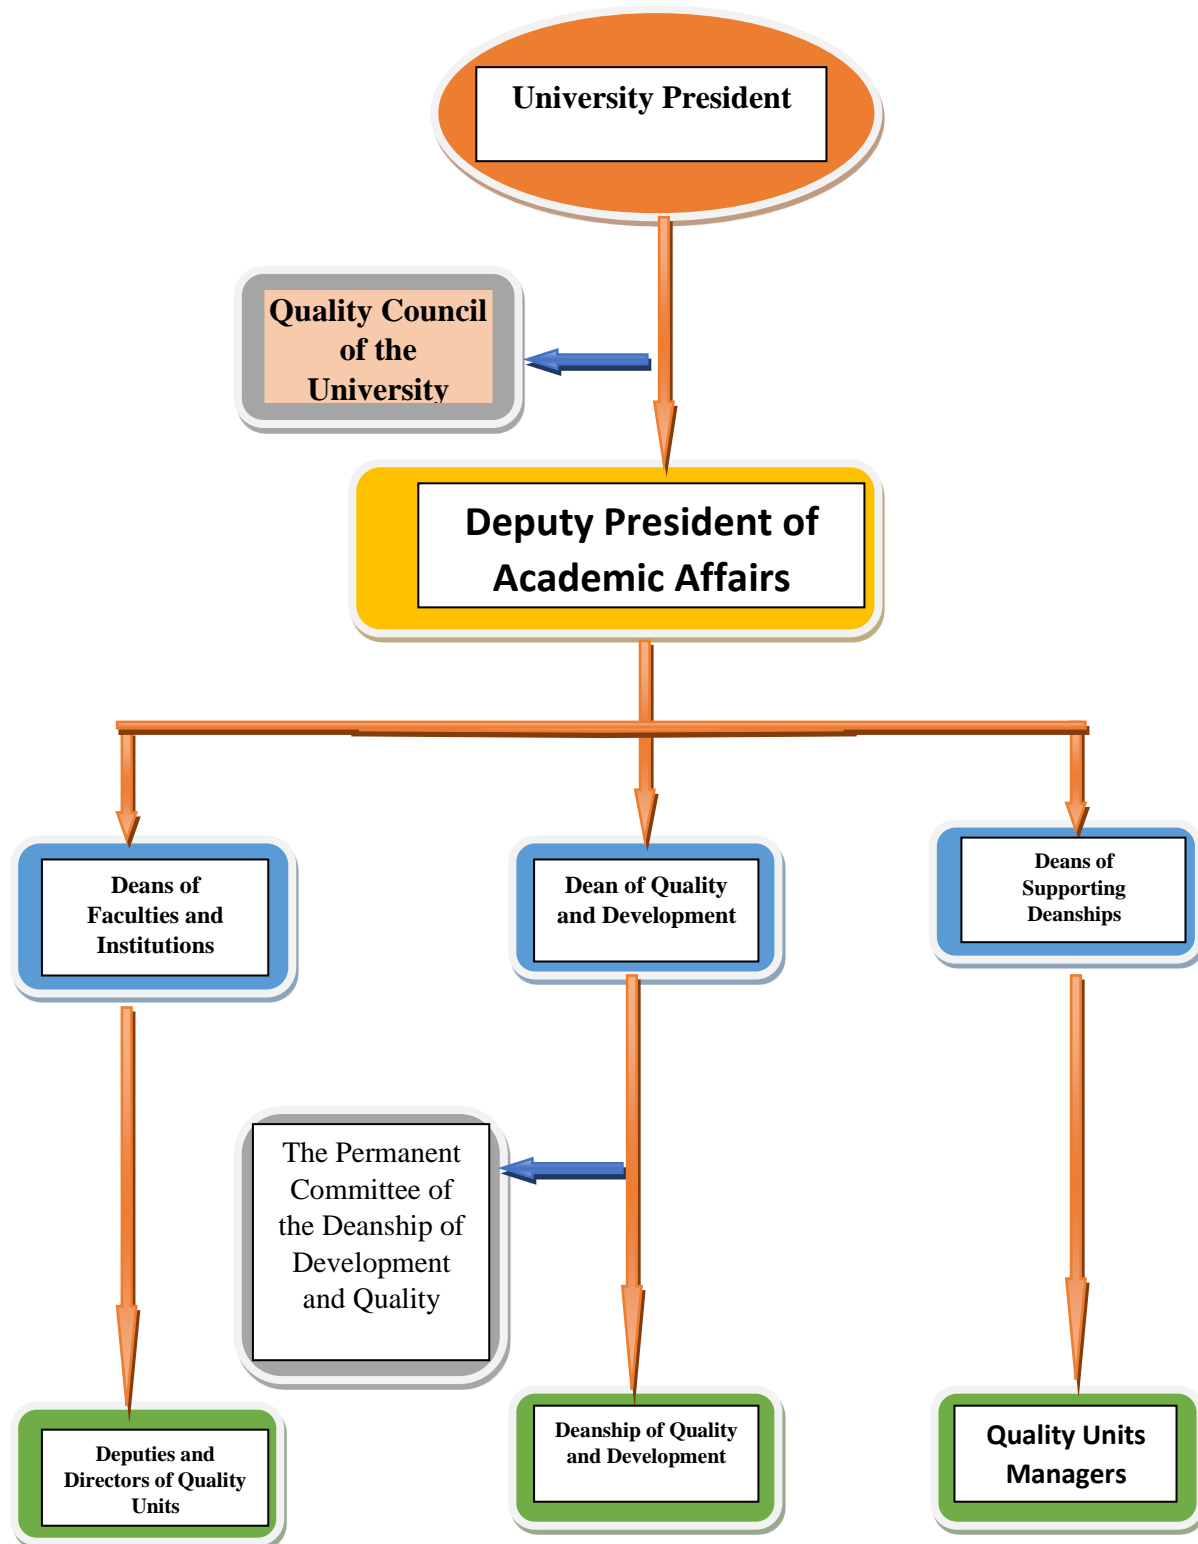 University President
Quality Council
of the
University
Deputy President of
Academic Affairs
Deans of
Faculties and
Institutions
Dean of Quality
and Development
Deans of
Supporting
Deanships
The Permanent
Committee of
the Deanship of
Development
and Quality
Deputies and
Directors of Quality
Units
Deanship of Quality
and Development
Quality Units
Managers